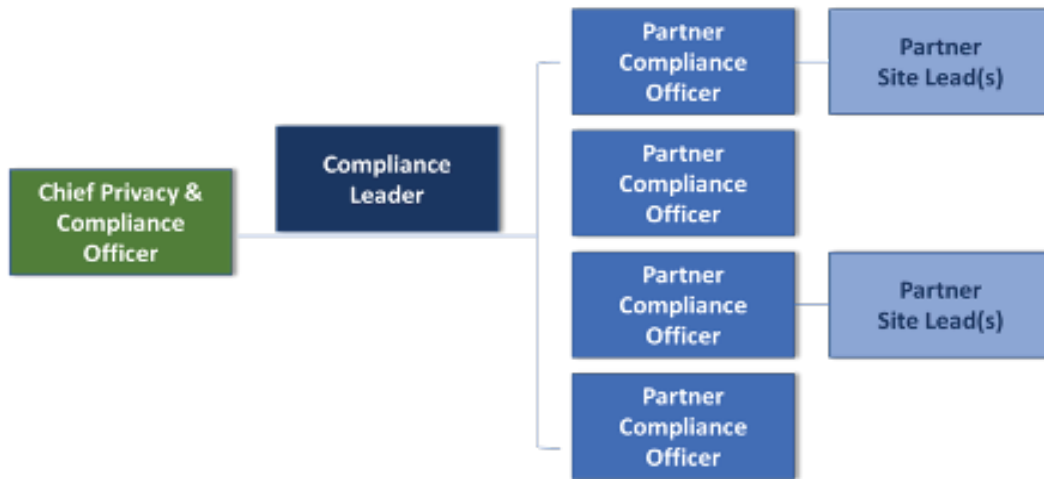 Chief Privacy &
Compliance
Officer
Compliance
Leader
Partner
Compliance
Officer
Partner
Site Lead(s)
Partner
Compliance
Officer
Partner
Compliance
Officer
Partner
Site Lead(s)
Partner
Compliance
Officer